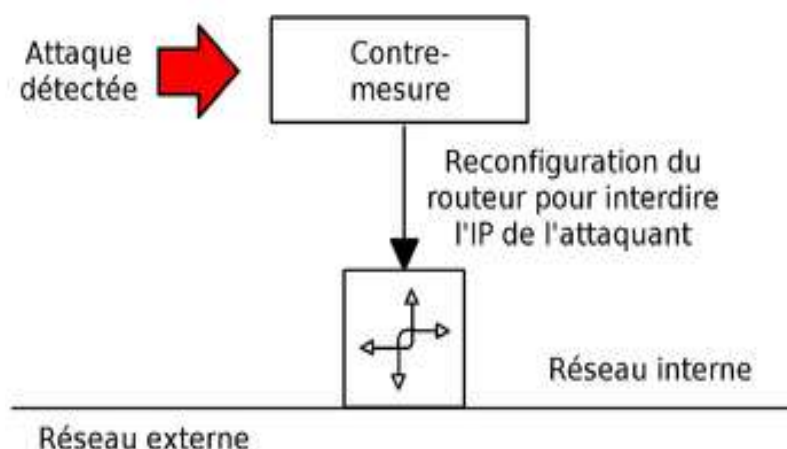 Attaque
détectée
Contre-
mesure
Reconfiguration du
routeur pour interdire
l'IP de l'attaquant
Réseau interne
Réseau externe